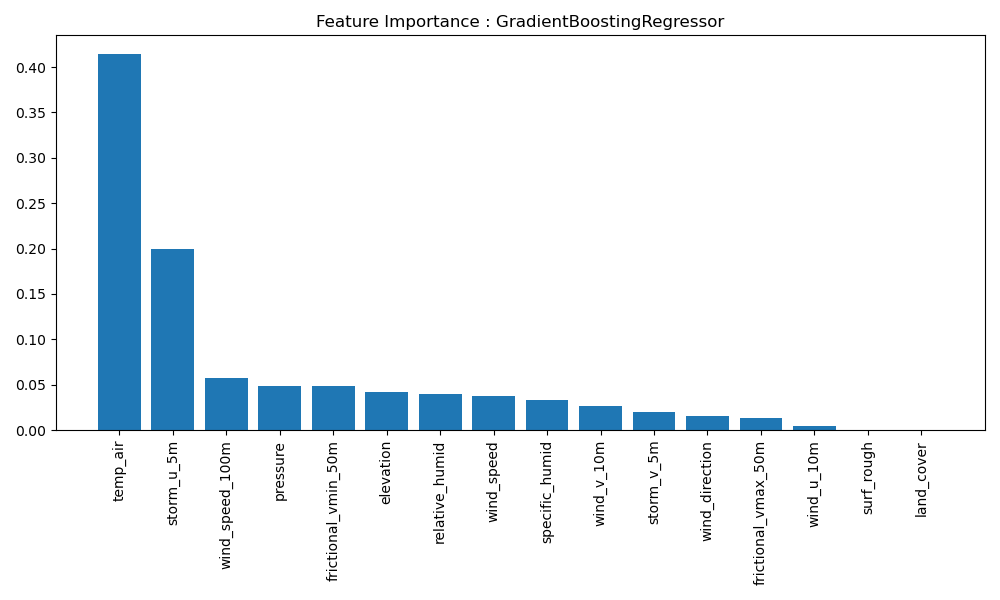 Feature Importance : GradientBoostingRegressor
0.40
0.35
0.30
0.25
0.20
0.15
0.10
0.05
0.00
temp_air
storm_u_5m
wind_speed_100m
pressure
frictional_vmin_50m
elevation
relative_humid
wind_speed
specific_humid
wind_v_10m
storm_v_5m
wind_direction
frictional_vmax_50m
wind_u_10m
surf_rough
land_cover